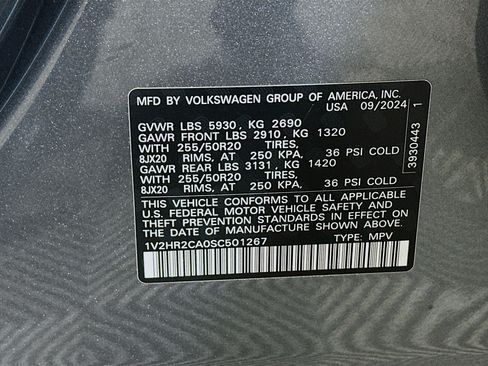 MFD BY VOLKSWAGEN GROUP OF AMERICA, INC.
USA 09/2024
GVWR LBS 5930, KG 2690
GAWR FRONT LBS 2910, KG 1320
WITH 255/50R20 TIRES,
8JX20 RIMS, AT 250 KPA, 36 PSI COLD
GAWR REAR LBS 3131, KG 1420
WITH 255/50R20 TIRES,
8JX20 RIMS, AT 250 KPA, 36 PSI COLD
THIS VEHICLE CONFORMS TO ALL APPLICABLE
U.S. FEDERAL MOTOR VEHICLE SAFETY AND
THEFT PREVENTION STANDARDS IN EFFECT ON
THE DATE OF MANUFACTURE SHOWN ABOVE.
1V2HR2CA0SC501267 TYPE: MPV
3930443 1